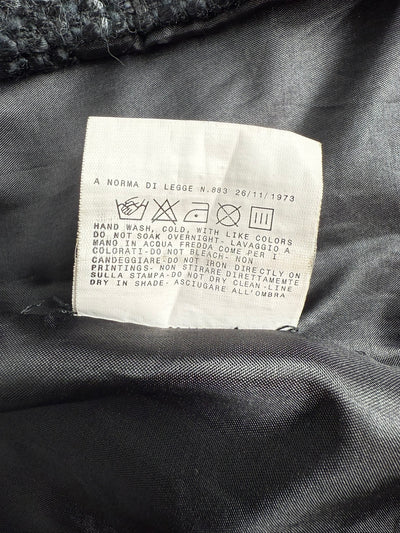 A NORMA DI LEGGE N.883 26/11/1973
HAND WASH, COLD, WITH LIKE COLORS
DO NOT SOAK OVERNIGHT- LAVAGGIO A
MANO IN ACQUA FREDDA COME PER I
COLORATI-DO NOT BLEACH- NON
CANDEGGIARE-DO NOT IRON DIRECTLY ON
PRINTINGS- NON STIRARE DIRETTAMEMTE
SULLA STAMPA-DO NOT DRY CLEAN -LINE
DRY IN SHADE- ASCIUGARE ALL'OMBRA